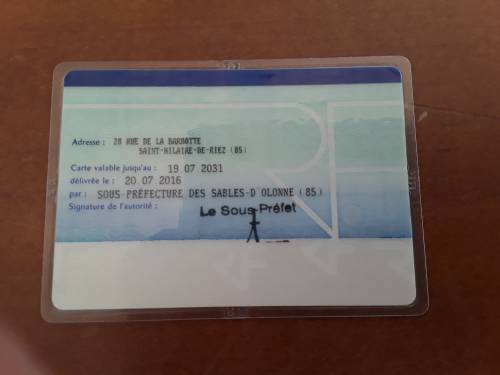 Adresse : 28 RUE DE LA BARBOTTE
SAINT-HILAIRE-DE-RIEZ (85)
Carte valable jusqu'au : 19 07 2031
délivrée le : 20 07 2016
par : SOUS-PRÉFECTURE DES SABLES-D OLONNE (85)
Signature de l'autorité :
Le Sous-Préfet